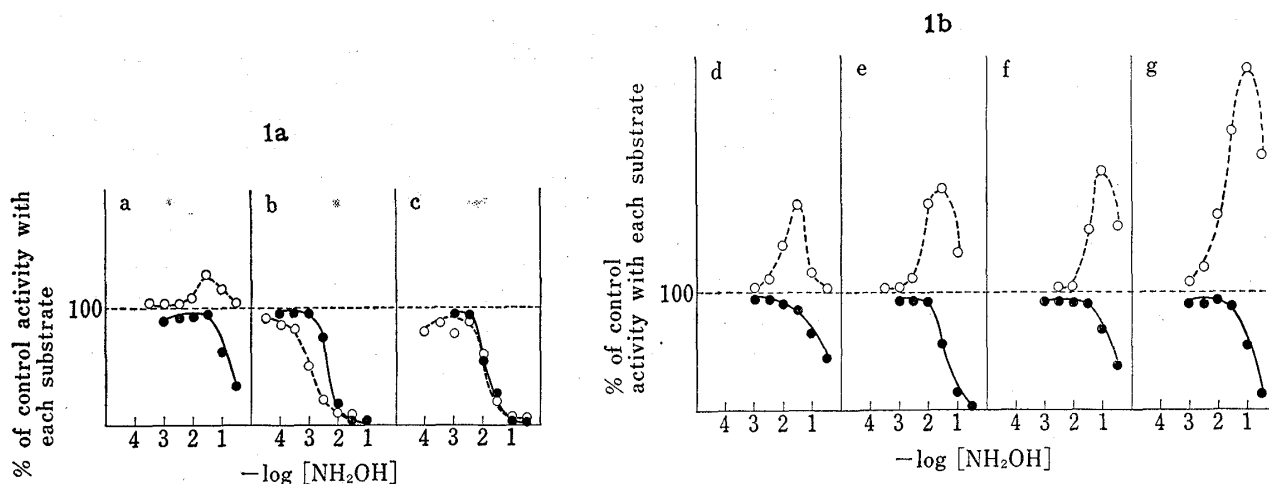 1a
% of control activity with
each substrate
a
b
c
100
4 3 2 1
4 3 2 1
4 3 2 1
—log [NH₂OH]
1b
% of control
activity with each substrate
d
e
f
g
100
4 3 2 1
4 3 2 1
4 3 2 1
4 3 2 1
—log [NH₂OH]